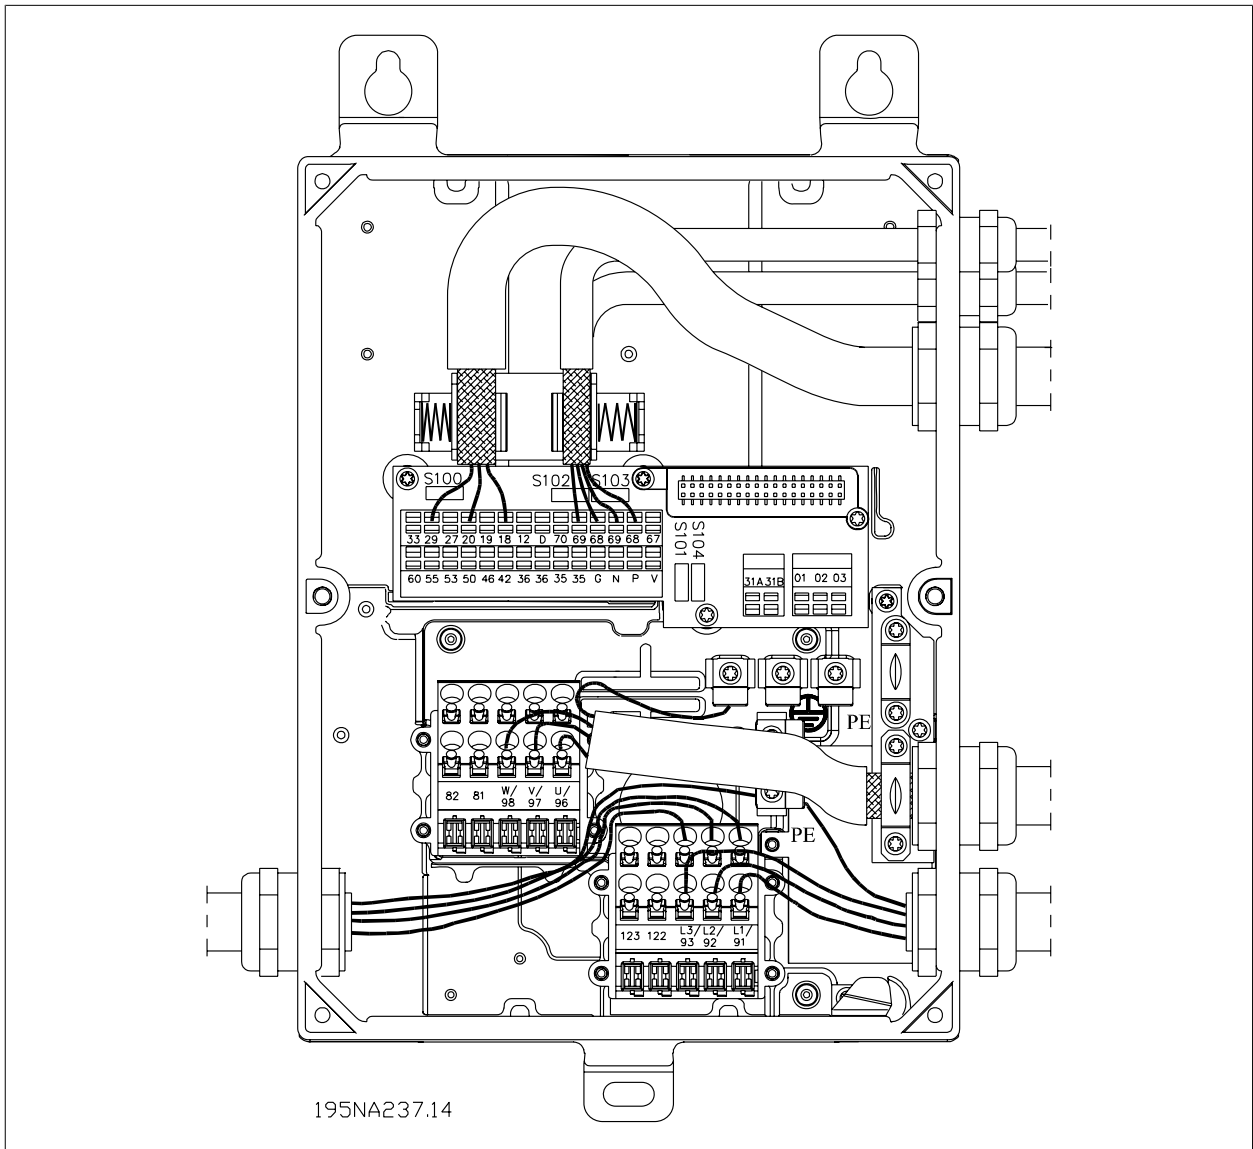 S100
S102
S103
33 29 27 20 19 18 12 D 70 69 68 69 68 67
60 55 53 50 46 42 36 36 35 35 G N P V
S101
S104
31A 31B
01 02 03
PE
82 81 W/ V/ U/
98 97 96
PE
123 122 L3/ L2/ L1/
93 92 91
195NA237.14